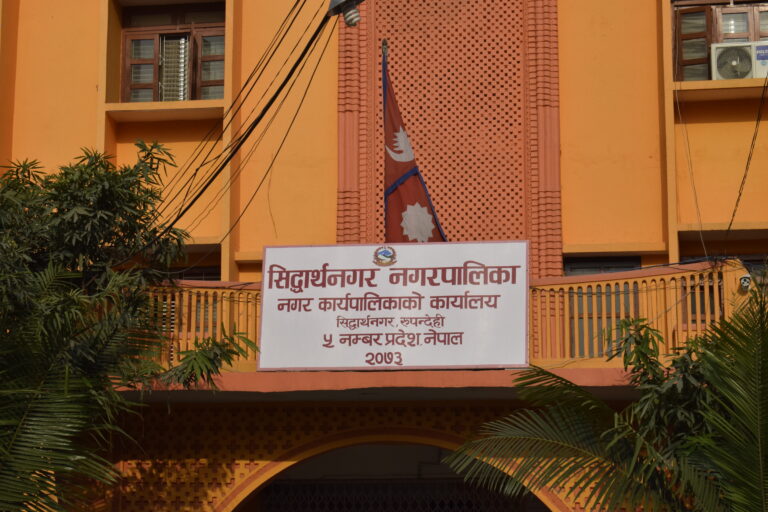 सिद्धार्थनगर नगरपालिका
नगर कार्यपालिकाको कार्यालय
सिद्धार्थनगर, रुपन्देही
५ नम्बर प्रदेश, नेपाल
२०७३